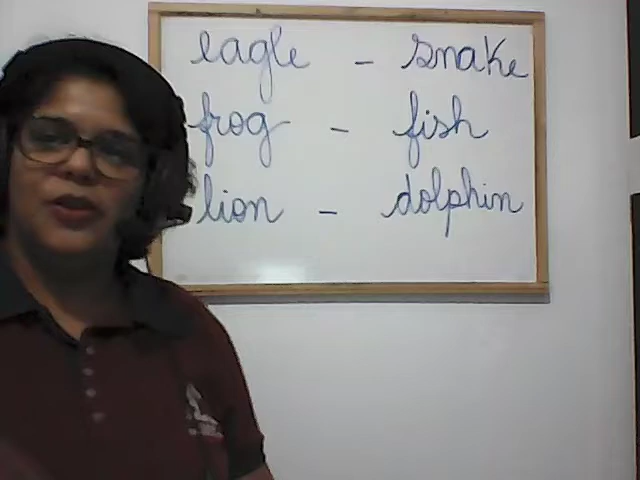 eagle - snake
frog - fish
lion - dolphin